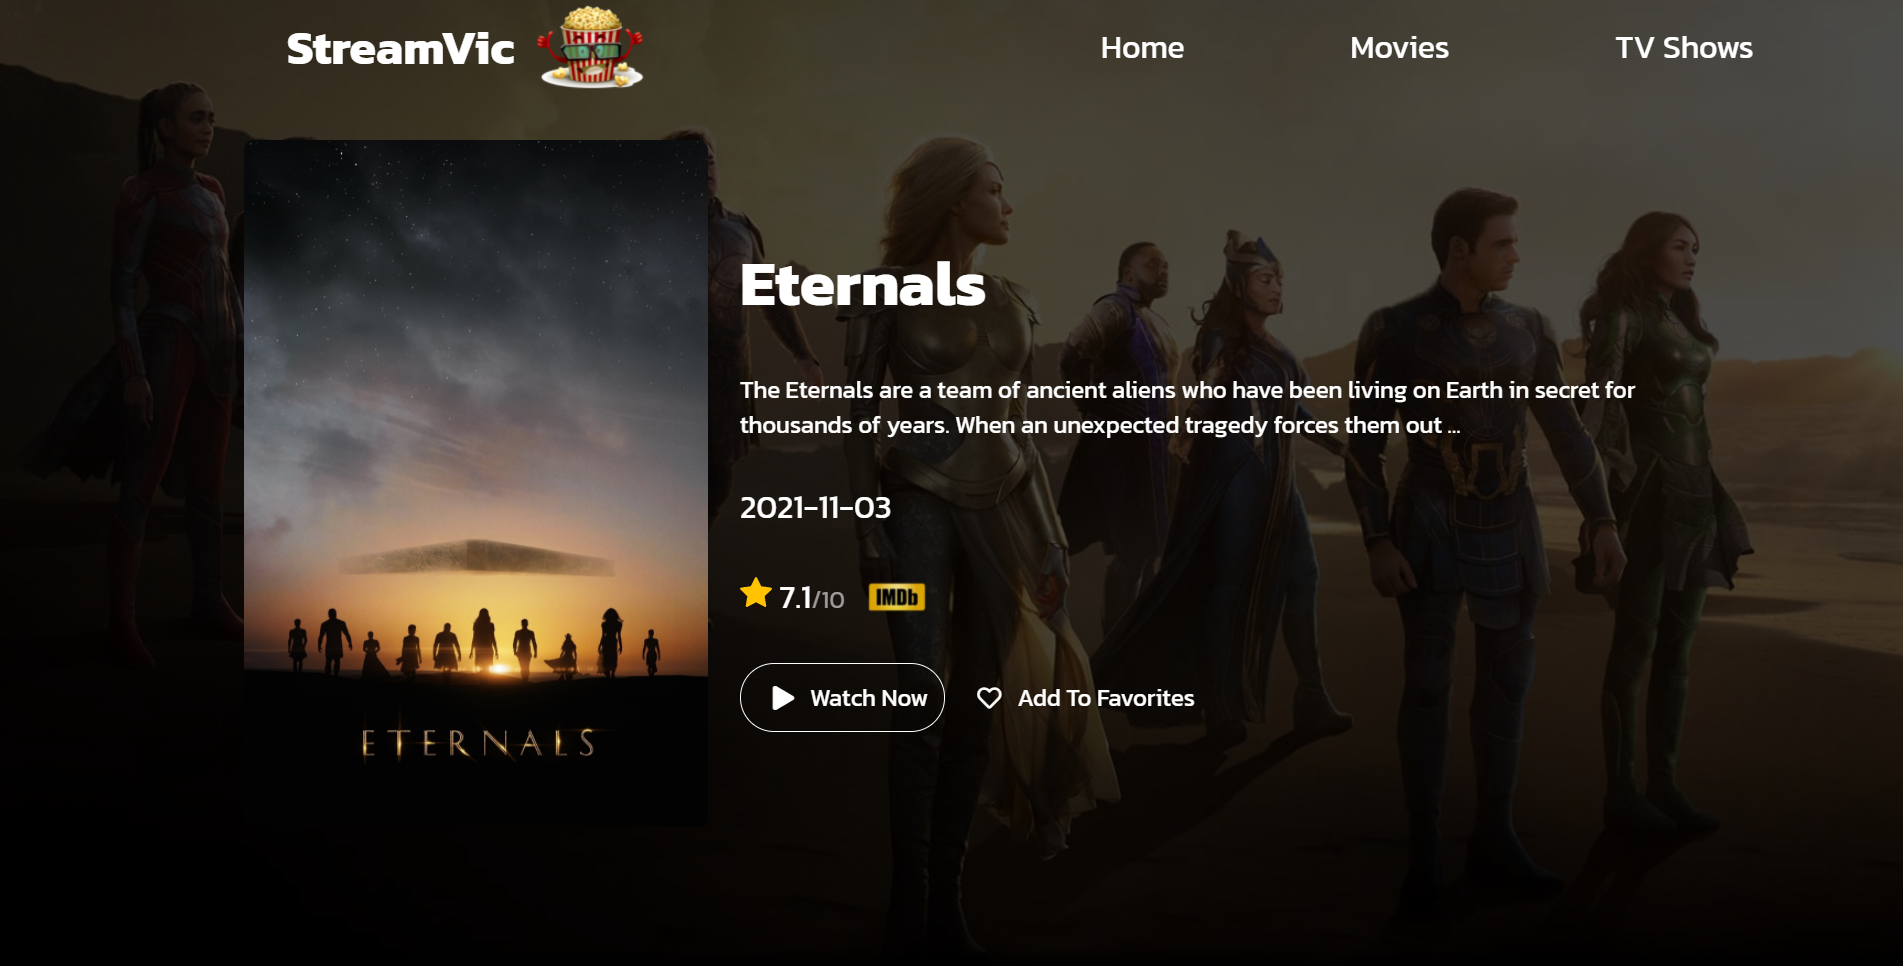 StreamVic
Home
Movies
TV Shows
Eternals
The Eternals are a team of ancient aliens who have been living on Earth in secret for
thousands of years. When an unexpected tragedy forces them out ...
2021-11-03
7.1/10 IMDb
Watch Now
Add To Favorites
ETERNALS